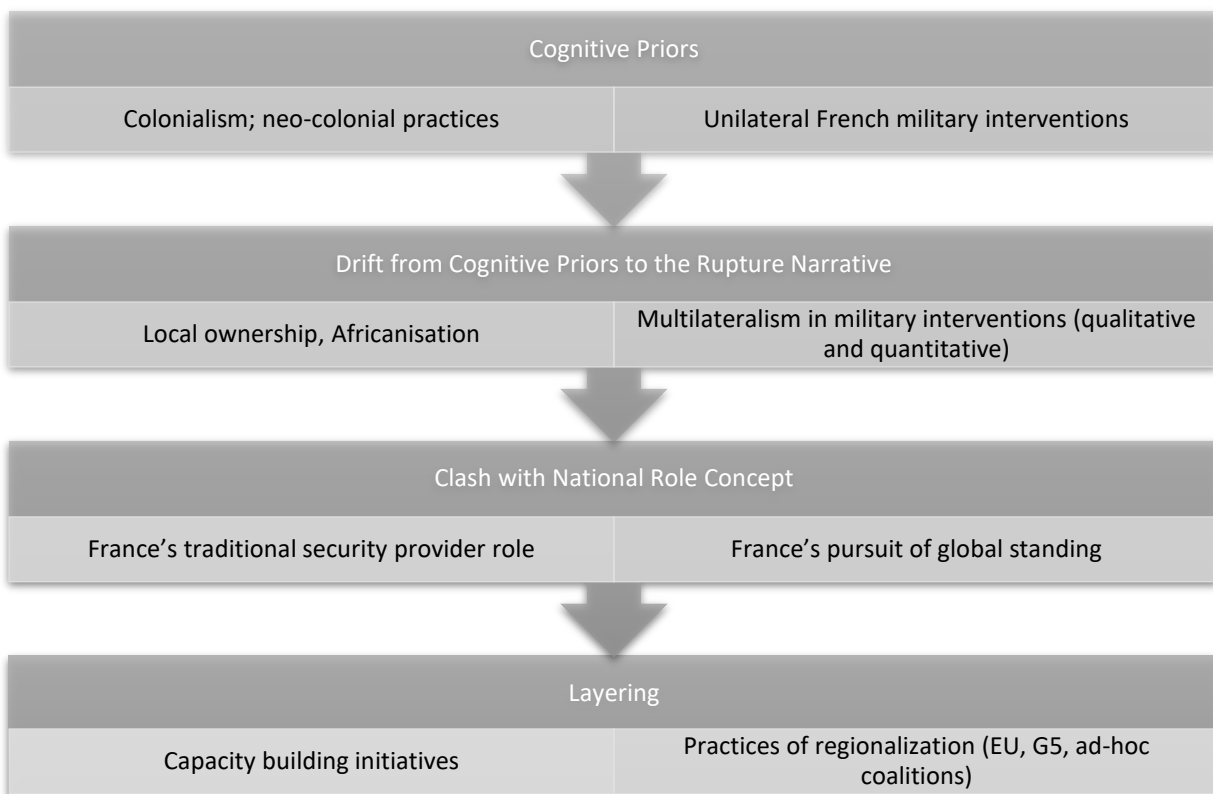 Cognitive Priors
Colonialism; neo-colonial practices
Unilateral French military interventions
Drift from Cognitive Priors to the Rupture Narrative
Local ownership, Africanisation
Multilateralism in military interventions (qualitative
and quantitative)
Clash with National Role Concept
France’s traditional security provider role
France’s pursuit of global standing
Layering
Capacity building initiatives
Practices of regionalization (EU, G5, ad-hoc
coalitions)